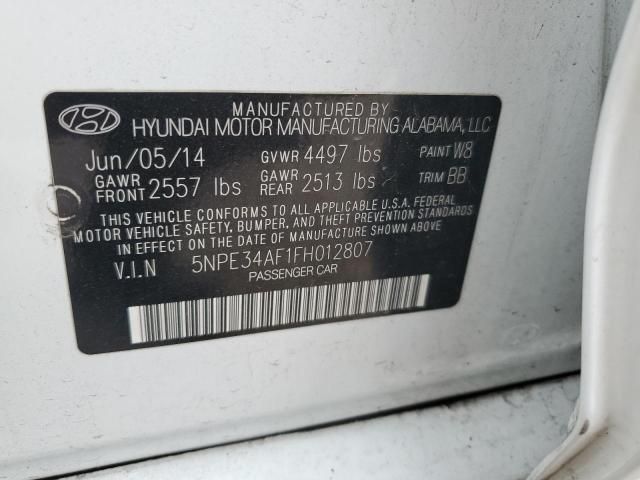 MANUFACTURED BY
HYUNDAI MOTOR MANUFACTURING ALABAMA, LLC
Jun/05/14 GVWR 4497 lbs PAINT W8
GAWR FRONT 2557 lbs GAWR REAR 2513 lbs TRIM BB
THIS VEHICLE CONFORMS TO ALL APPLICABLE U.S.A. FEDERAL
MOTOR VEHICLE SAFETY, BUMPER, AND THEFT PREVENTION STANDARDS
IN EFFECT ON THE DATE OF MANUFACTURE SHOWN ABOVE.
V.I.N 5NPE34AF1FH012807
PASSENGER CAR